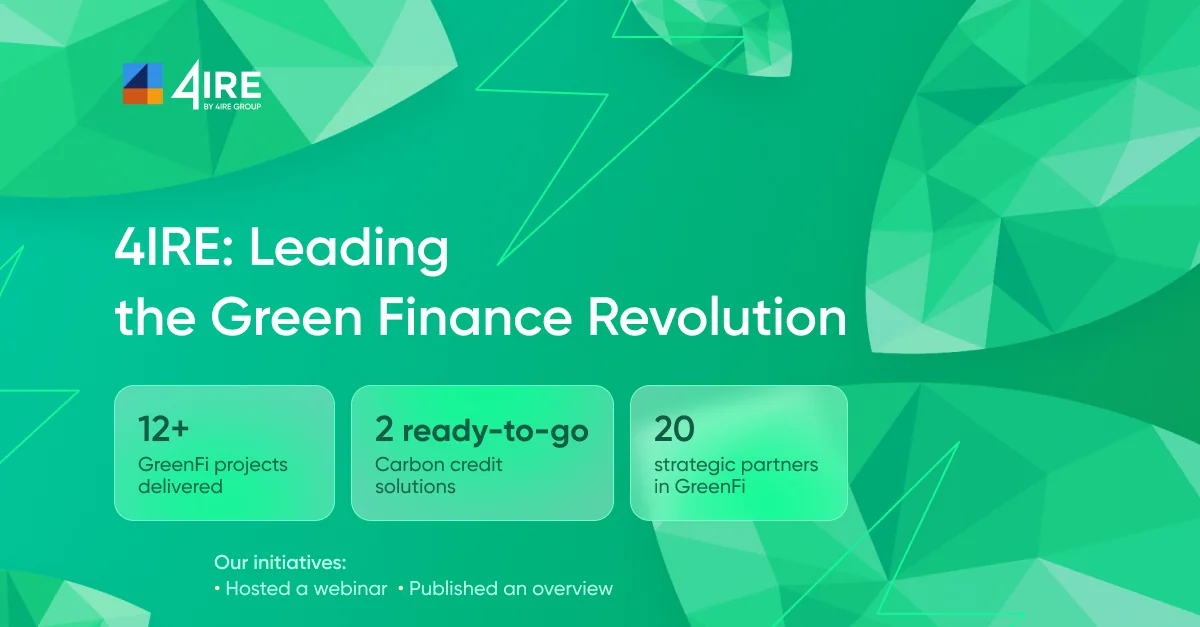 4IRE
BY 4IRE GROUP
4IRE: Leading
the Green Finance Revolution
12+
GreenFi projects
delivered
2 ready-to-go
Carbon credit
solutions
20
strategic partners
in GreenFi
Our initiatives:
• Hosted a webinar • Published an overview